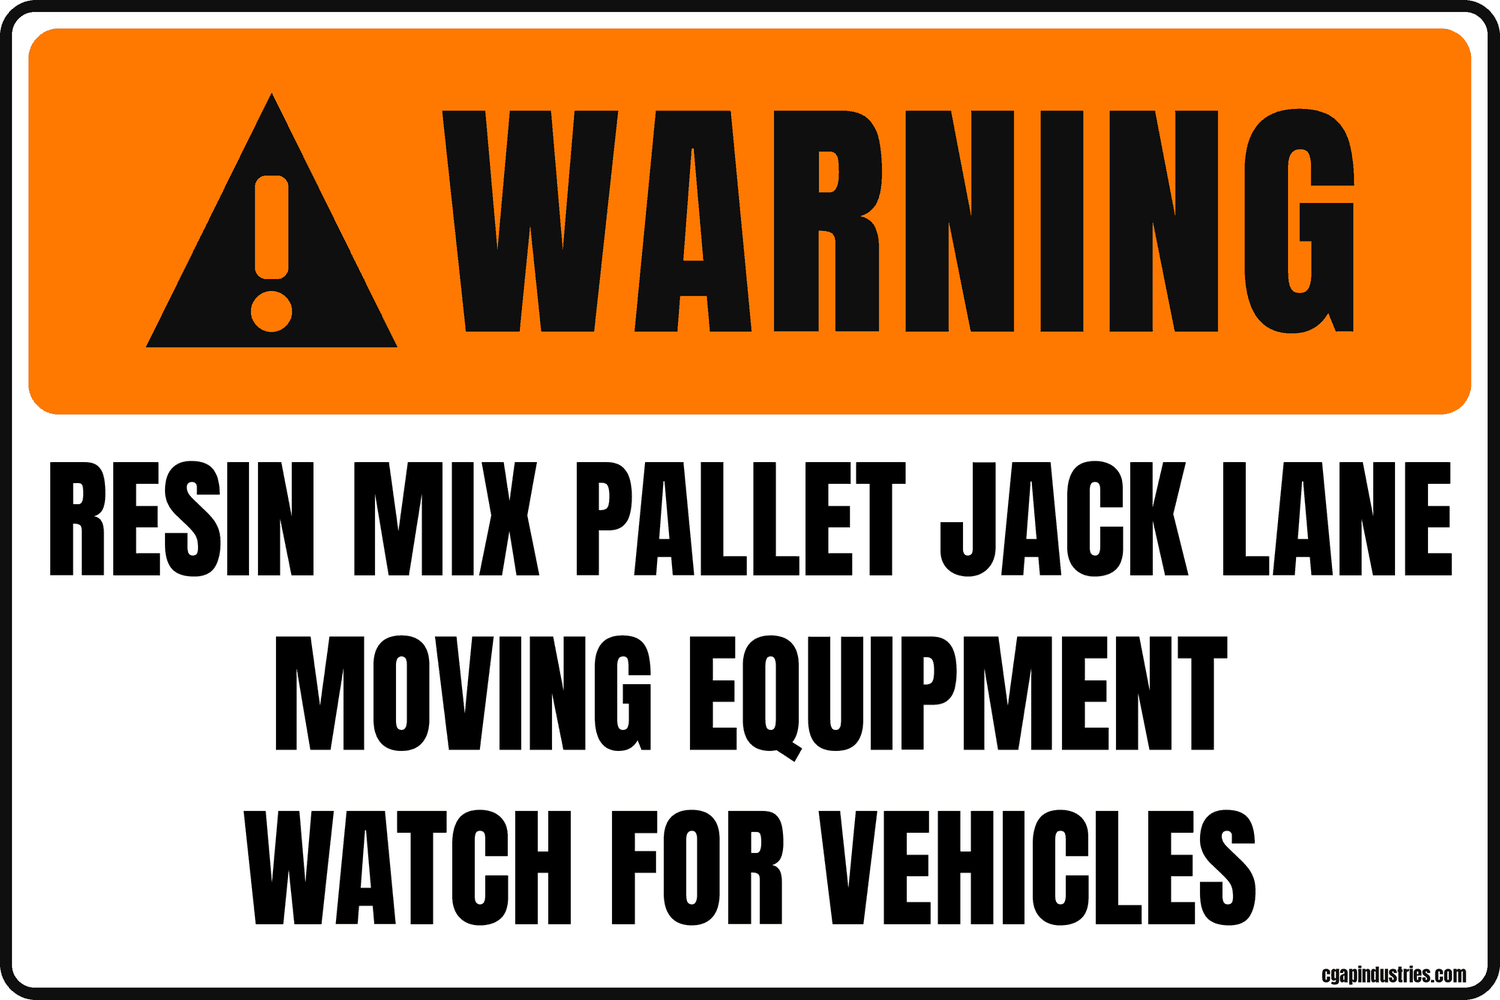 WARNING
RESIN MIX PALLET JACK LANE
MOVING EQUIPMENT
WATCH FOR VEHICLES
cgapindustries.com